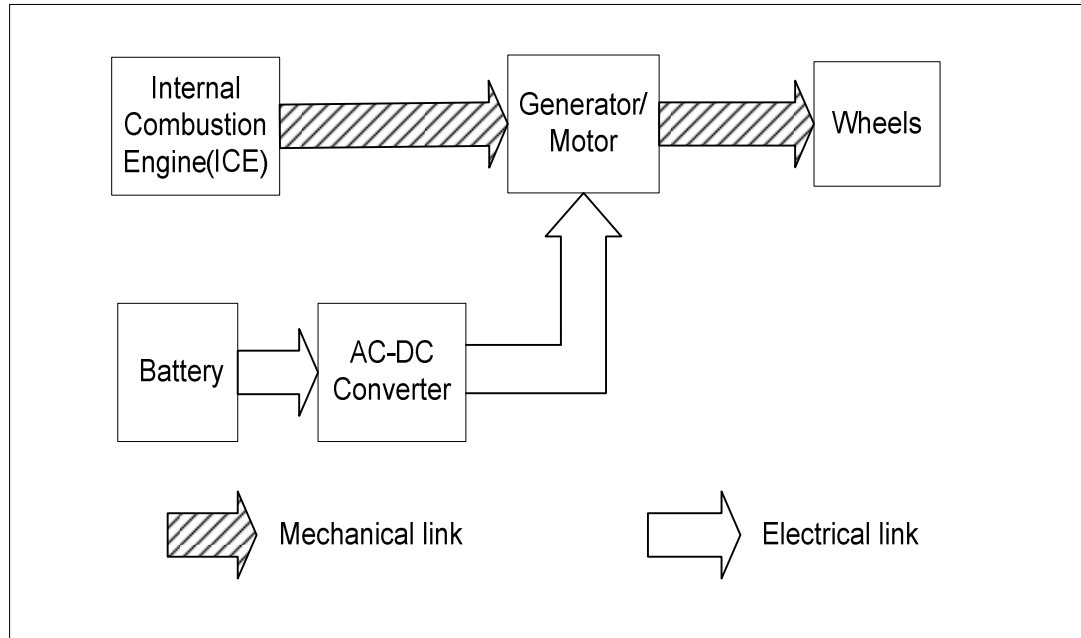 Internal
Combustion
Engine(ICE)
Generator/
Motor
Wheels
Battery
AC-DC
Converter
Mechanical link
Electrical link